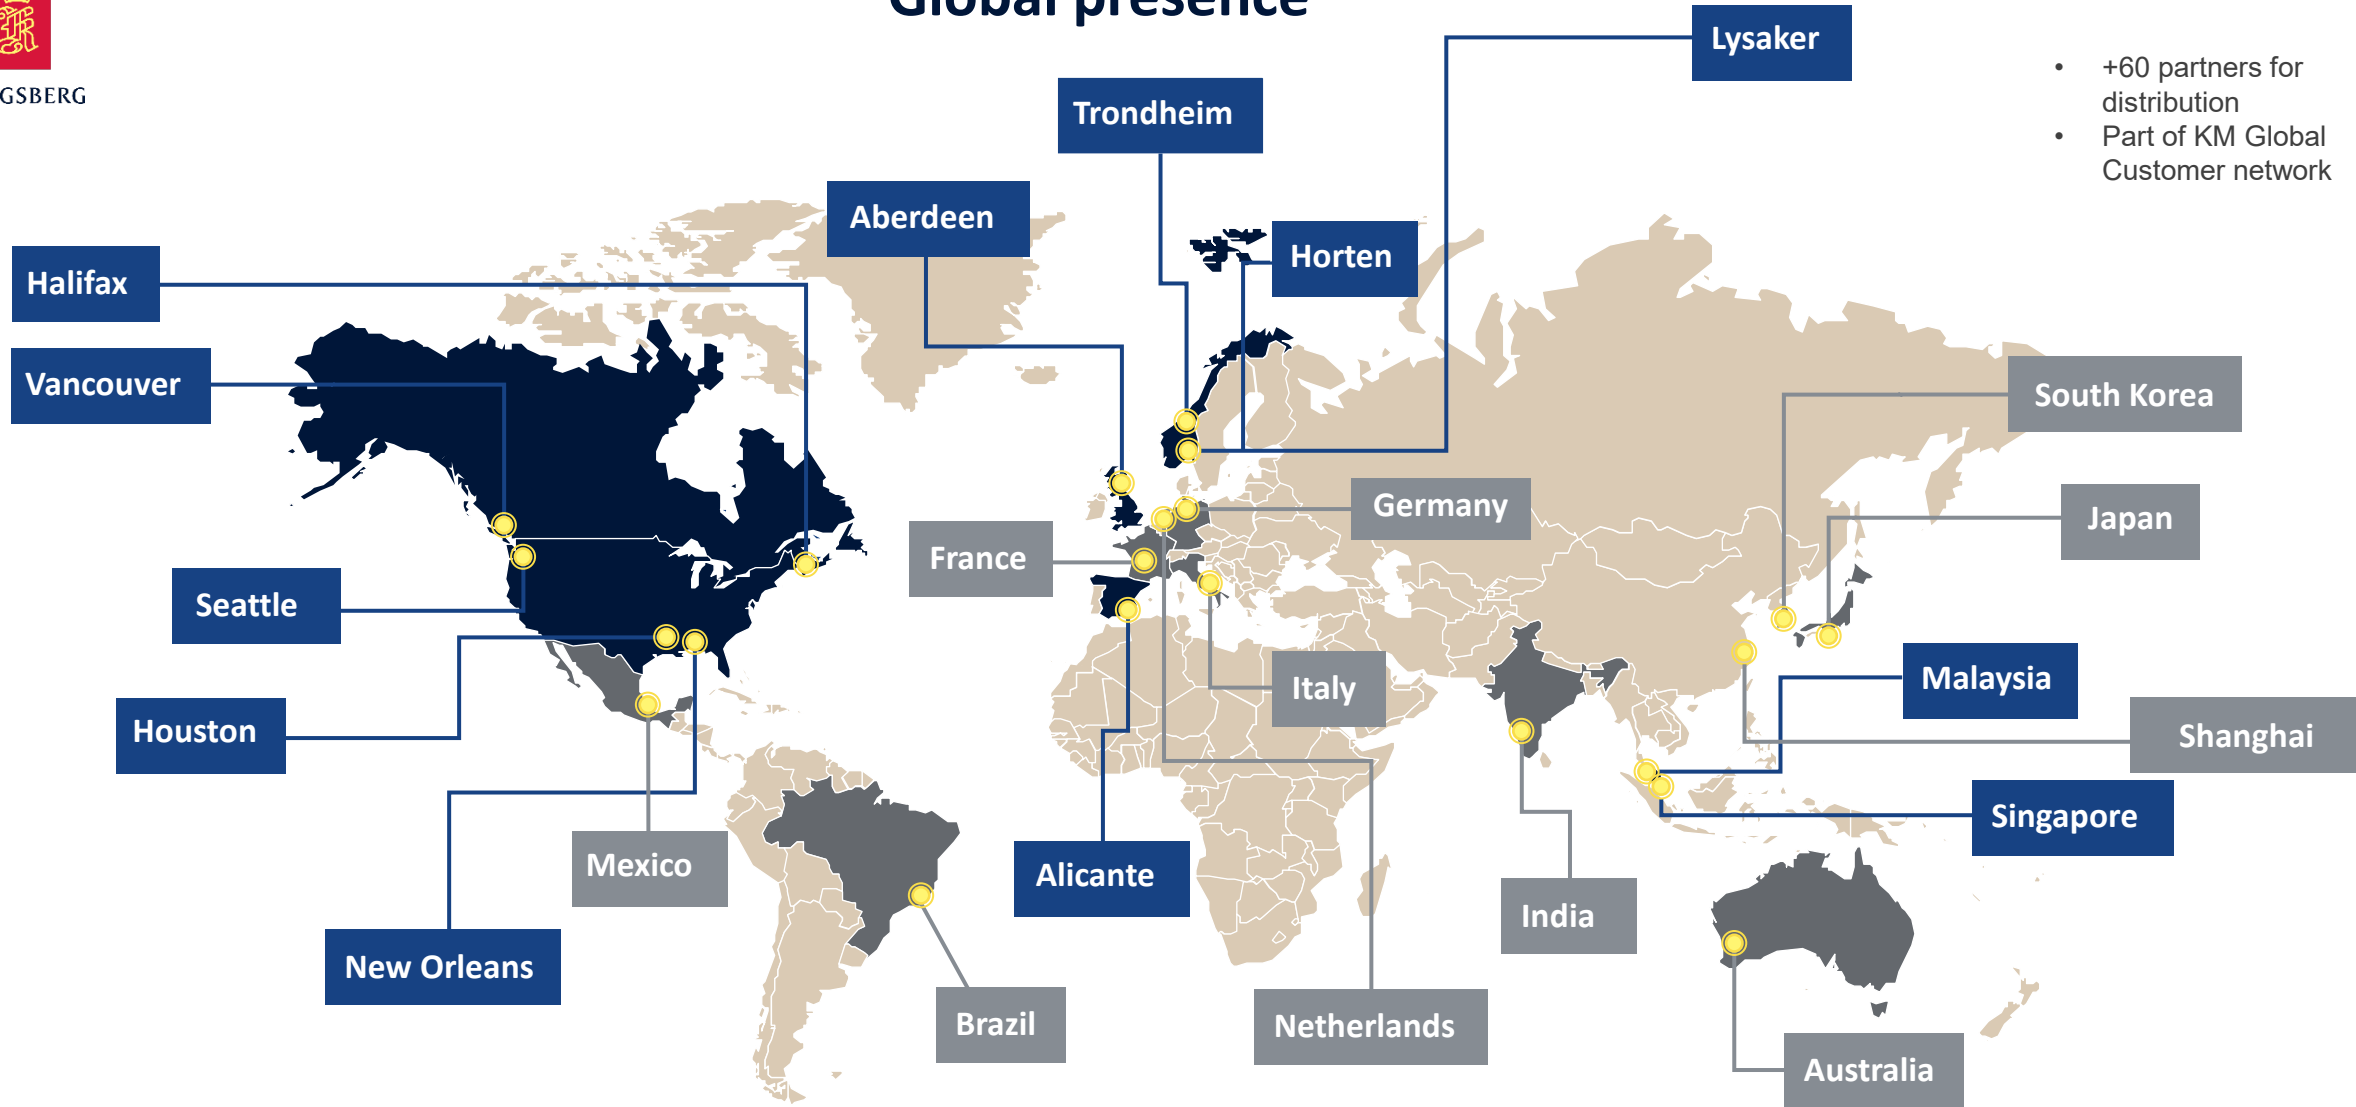 Global presence
GSBERG
Lysaker
+60 partners for
distribution
Part of KM Global
Customer network
Trondheim
Aberdeen
Horten
Halifax
Vancouver
South Korea
Germany
Japan
France
Seattle
Italy
Malaysia
Houston
Shanghai
Singapore
Mexico
Alicante
India
New Orleans
Brazil
Netherlands
Australia